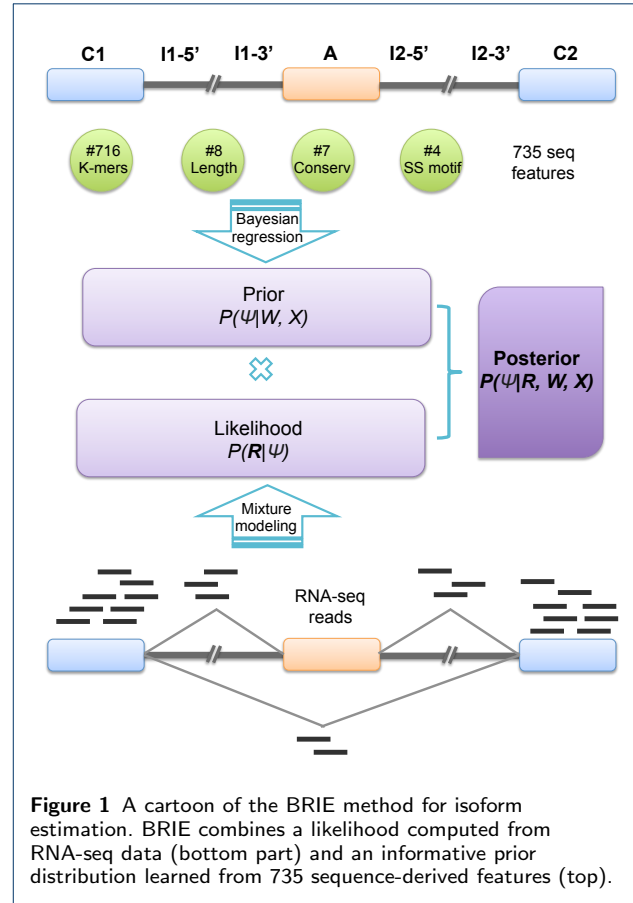 C1 I1-5’ I1-3’ A I2-5’ I2-3’ C2
#716 K-mers
#8 Length
#7 Conserv
#4 SS motif
735 seq features
Bayesian
regression
Prior
P(Ψ|W, X)
Posterior
P(Ψ|R, W, X)
Likelihood
P(R|Ψ)
Mixture
modeling
RNA-seq
reads
Figure 1 A cartoon of the BRIE method for isoform
estimation. BRIE combines a likelihood computed from
RNA-seq data (bottom part) and an informative prior
distribution learned from 735 sequence-derived features (top).